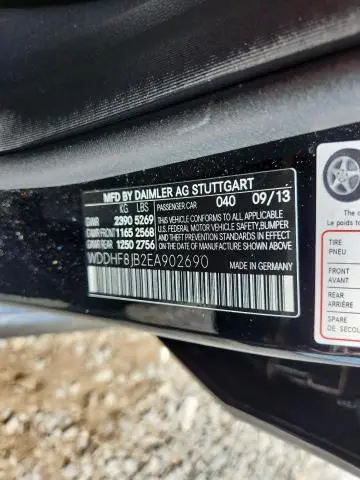 MFD BY DAIMLER AG STUTTGART
KG LBS PASSENGER CAR 040 09/13
GVWR 2390 5269 THIS VEHICLE CONFORMS TO ALL
GAWR/FRONT 1165 2568 APPLICABLE U.S. FEDERAL
GAWR REAR 1250 2756 MOTOR VEHICLE SAFETY, BUMPER
AND THEFT PREVENTION STANDARDS
IN EFFECT ON THE DATE OF
MANUFACTURE SHOWN ABOVE
WDDHF8JB2EA902690
MADE IN GERMANY
The
Le
TIRE
PNEU
FRONT
AVANT
REAR
ARRIÈRE
SPARE
DE SECOU